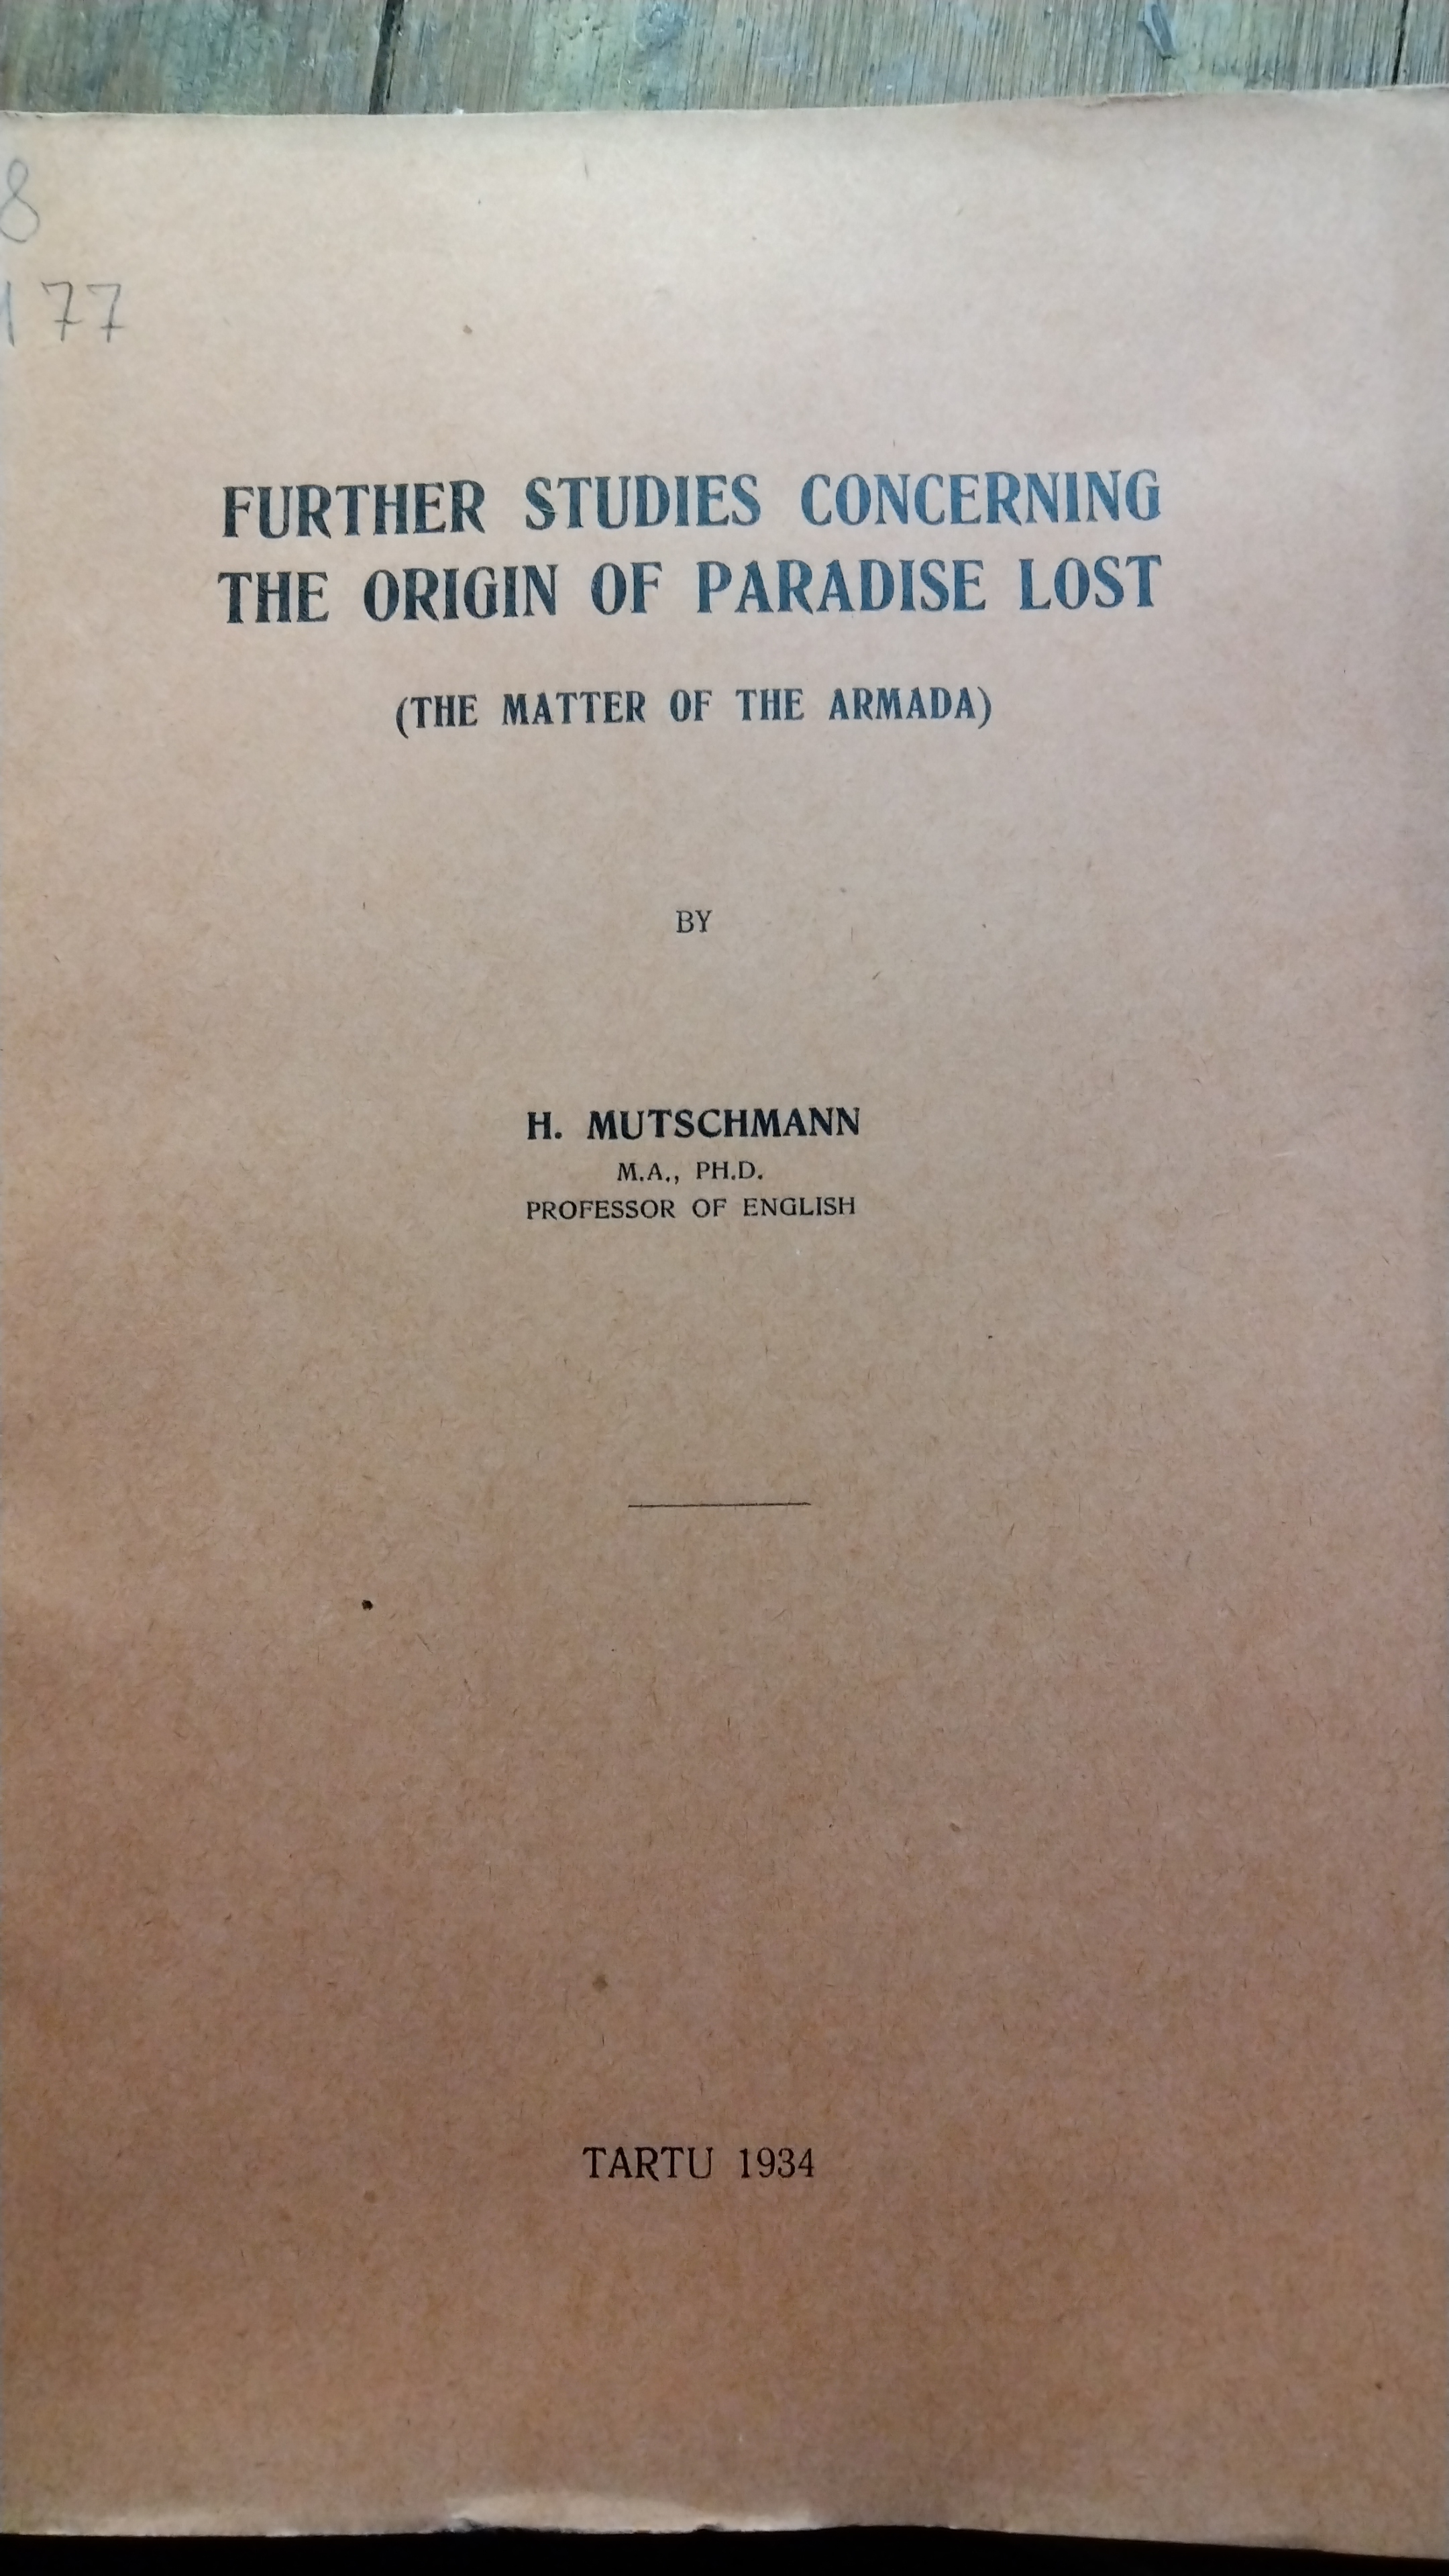 8
177
FURTHER STUDIES CONCERNING
THE ORIGIN OF PARADISE LOST
(THE MATTER OF THE ARMADA)
BY
H. MUTSCHMANN
M.A., PH.D.
PROFESSOR OF ENGLISH
TARTU 1934